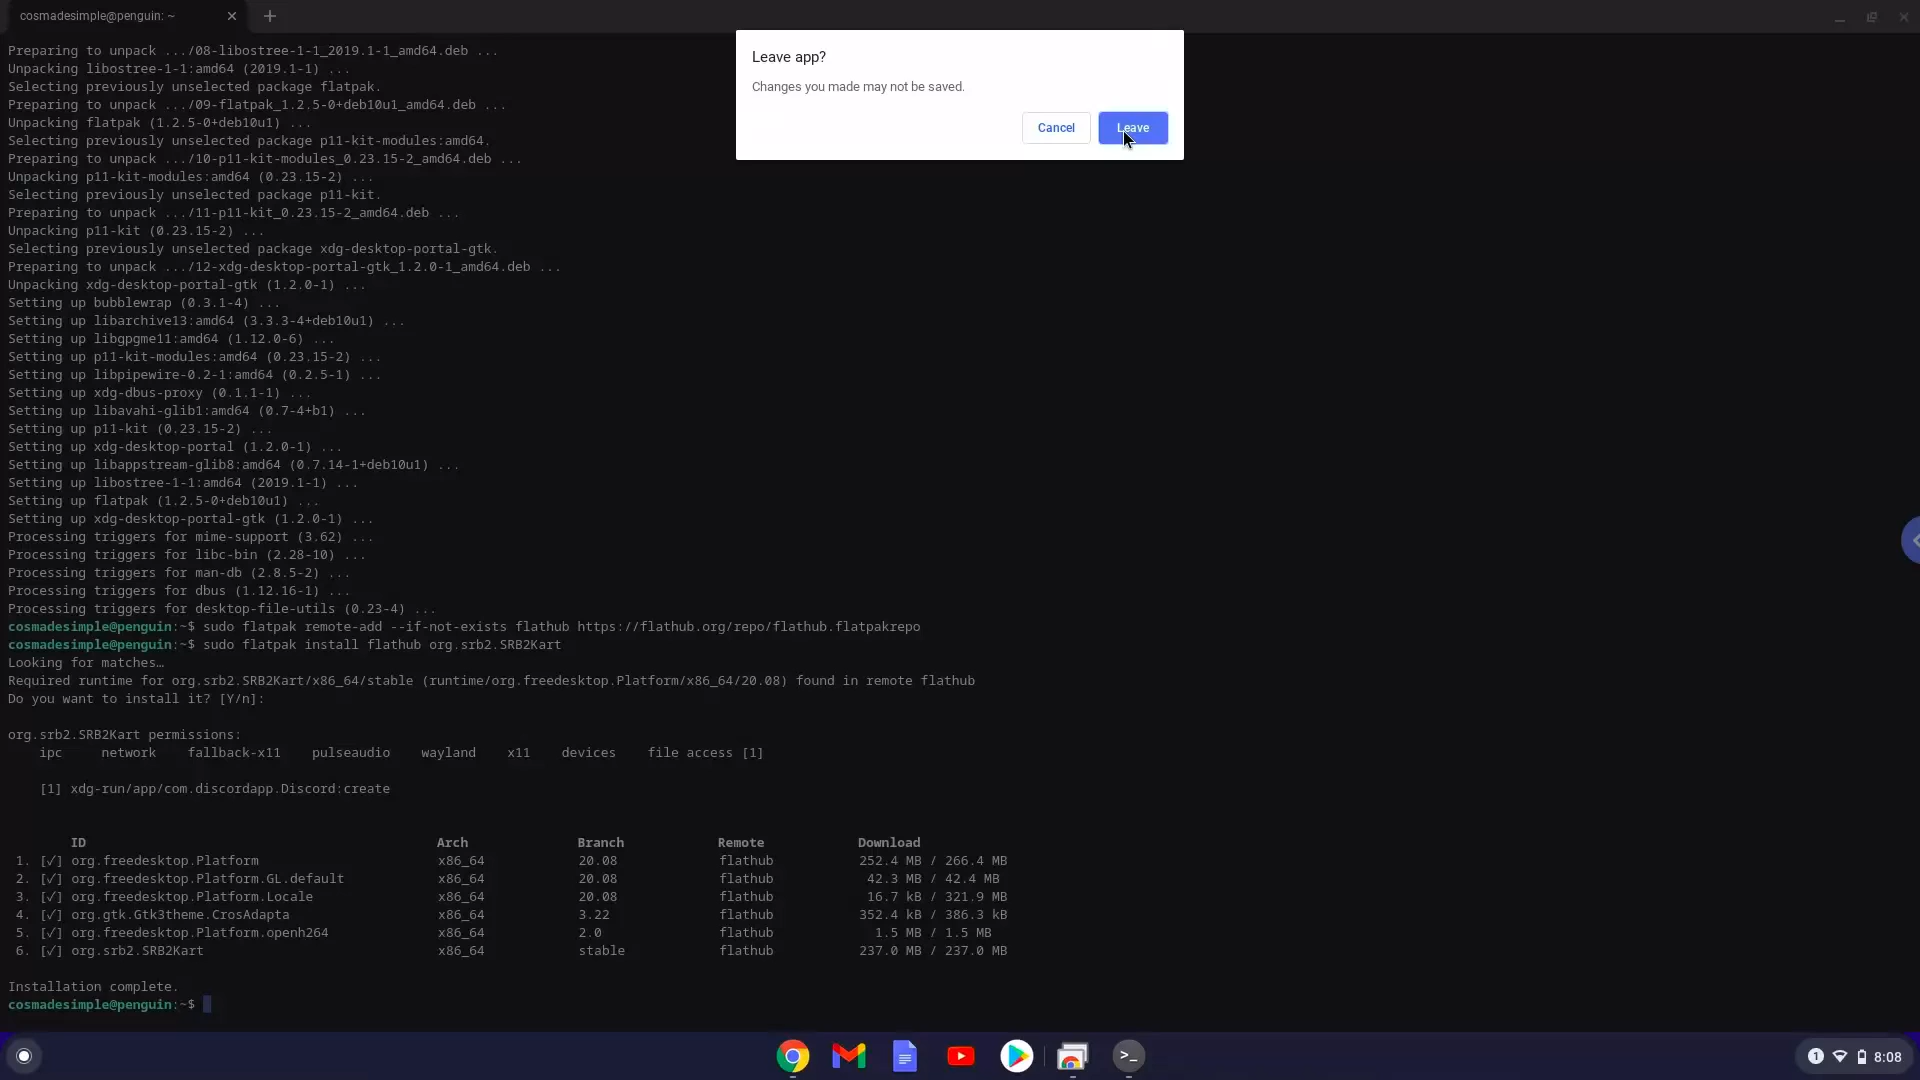 cosmadesimple@penguin: ~
Preparing to unpack .../08-libostree-1-1_2019.1-1_amd64.deb ...
Unpacking libostree-1-1:amd64 (2019.1-1) ...
Selecting previously unselected package flatpak.
Preparing to unpack .../09-flatpak_1.2.5-0+deb10u1_amd64.deb ...
Unpacking flatpak (1.2.5-0+deb10u1) ...
Selecting previously unselected package p11-kit-modules:amd64.
Preparing to unpack .../10-p11-kit-modules_0.23.15-2_amd64.deb ...
Unpacking p11-kit-modules:amd64 (0.23.15-2) ...
Selecting previously unselected package p11-kit.
Preparing to unpack .../11-p11-kit_0.23.15-2_amd64.deb ...
Unpacking p11-kit (0.23.15-2) ...
Selecting previously unselected package xdg-desktop-portal-gtk.
Preparing to unpack .../12-xdg-desktop-portal-gtk_1.2.0-1_amd64.deb ...
Unpacking xdg-desktop-portal-gtk (1.2.0-1) ...
Setting up bubblewrap (0.3.1-4) ...
Setting up libarchive13:amd64 (3.3.3-4+deb10u1) ...
Setting up libgpgme11:amd64 (1.12.0-6) ...
Setting up p11-kit-modules:amd64 (0.23.15-2) ...
Setting up libpipewire-0.2-1:amd64 (0.2.5-1) ...
Setting up xdg-dbus-proxy (0.1.1-1) ...
Setting up libavahi-glib1:amd64 (0.7-4+b1) ...
Setting up p11-kit (0.23.15-2) ...
Setting up xdg-desktop-portal (1.2.0-1) ...
Setting up libappstream-glib8:amd64 (0.7.14-1+deb10u1) ...
Setting up libostree-1-1:amd64 (2019.1-1) ...
Setting up flatpak (1.2.5-0+deb10u1) ...
Setting up xdg-desktop-portal-gtk (1.2.0-1) ...
Processing triggers for mime-support (3.62) ...
Processing triggers for libc-bin (2.28-10) ...
Processing triggers for man-db (2.8.5-2) ...
Processing triggers for dbus (1.12.16-1) ...
Processing triggers for desktop-file-utils (0.23-4) ...
cosmadesimple@penguin:~$ sudo flatpak remote-add --if-not-exists flathub https://flathub.org/repo/flathub.flatpakrepo
cosmadesimple@penguin:~$ sudo flatpak install flathub org.srb2.SRB2Kart
Looking for matches…
Required runtime for org.srb2.SRB2Kart/x86_64/stable (runtime/org.freedesktop.Platform/x86_64/20.08) found in remote flathub
Do you want to install it? [Y/n]:
org.srb2.SRB2Kart permissions:
ipc network fallback-x11 pulseaudio wayland x11 devices file access [1]
[1] xdg-run/app/com.discordapp.Discord:create
ID Arch Branch Remote Download
1. [✓] org.freedesktop.Platform x86_64 20.08 flathub 252.4 MB / 266.4 MB
2. [✓] org.freedesktop.Platform.GL.default x86_64 20.08 flathub 42.3 MB / 42.4 MB
3. [✓] org.freedesktop.Platform.Locale x86_64 20.08 flathub 16.7 kB / 321.9 MB
4. [✓] org.gtk.Gtk3theme.CrosAdapta x86_64 3.22 flathub 352.4 kB / 386.3 kB
5. [✓] org.freedesktop.Platform.openh264 x86_64 2.0 flathub 1.5 MB / 1.5 MB
6. [✓] org.srb2.SRB2Kart x86_64 stable flathub 237.0 MB / 237.0 MB
Installation complete.
cosmadesimple@penguin:~$
Leave app?
Changes you made may not be saved.
Cancel Leave
>_
1 8:08